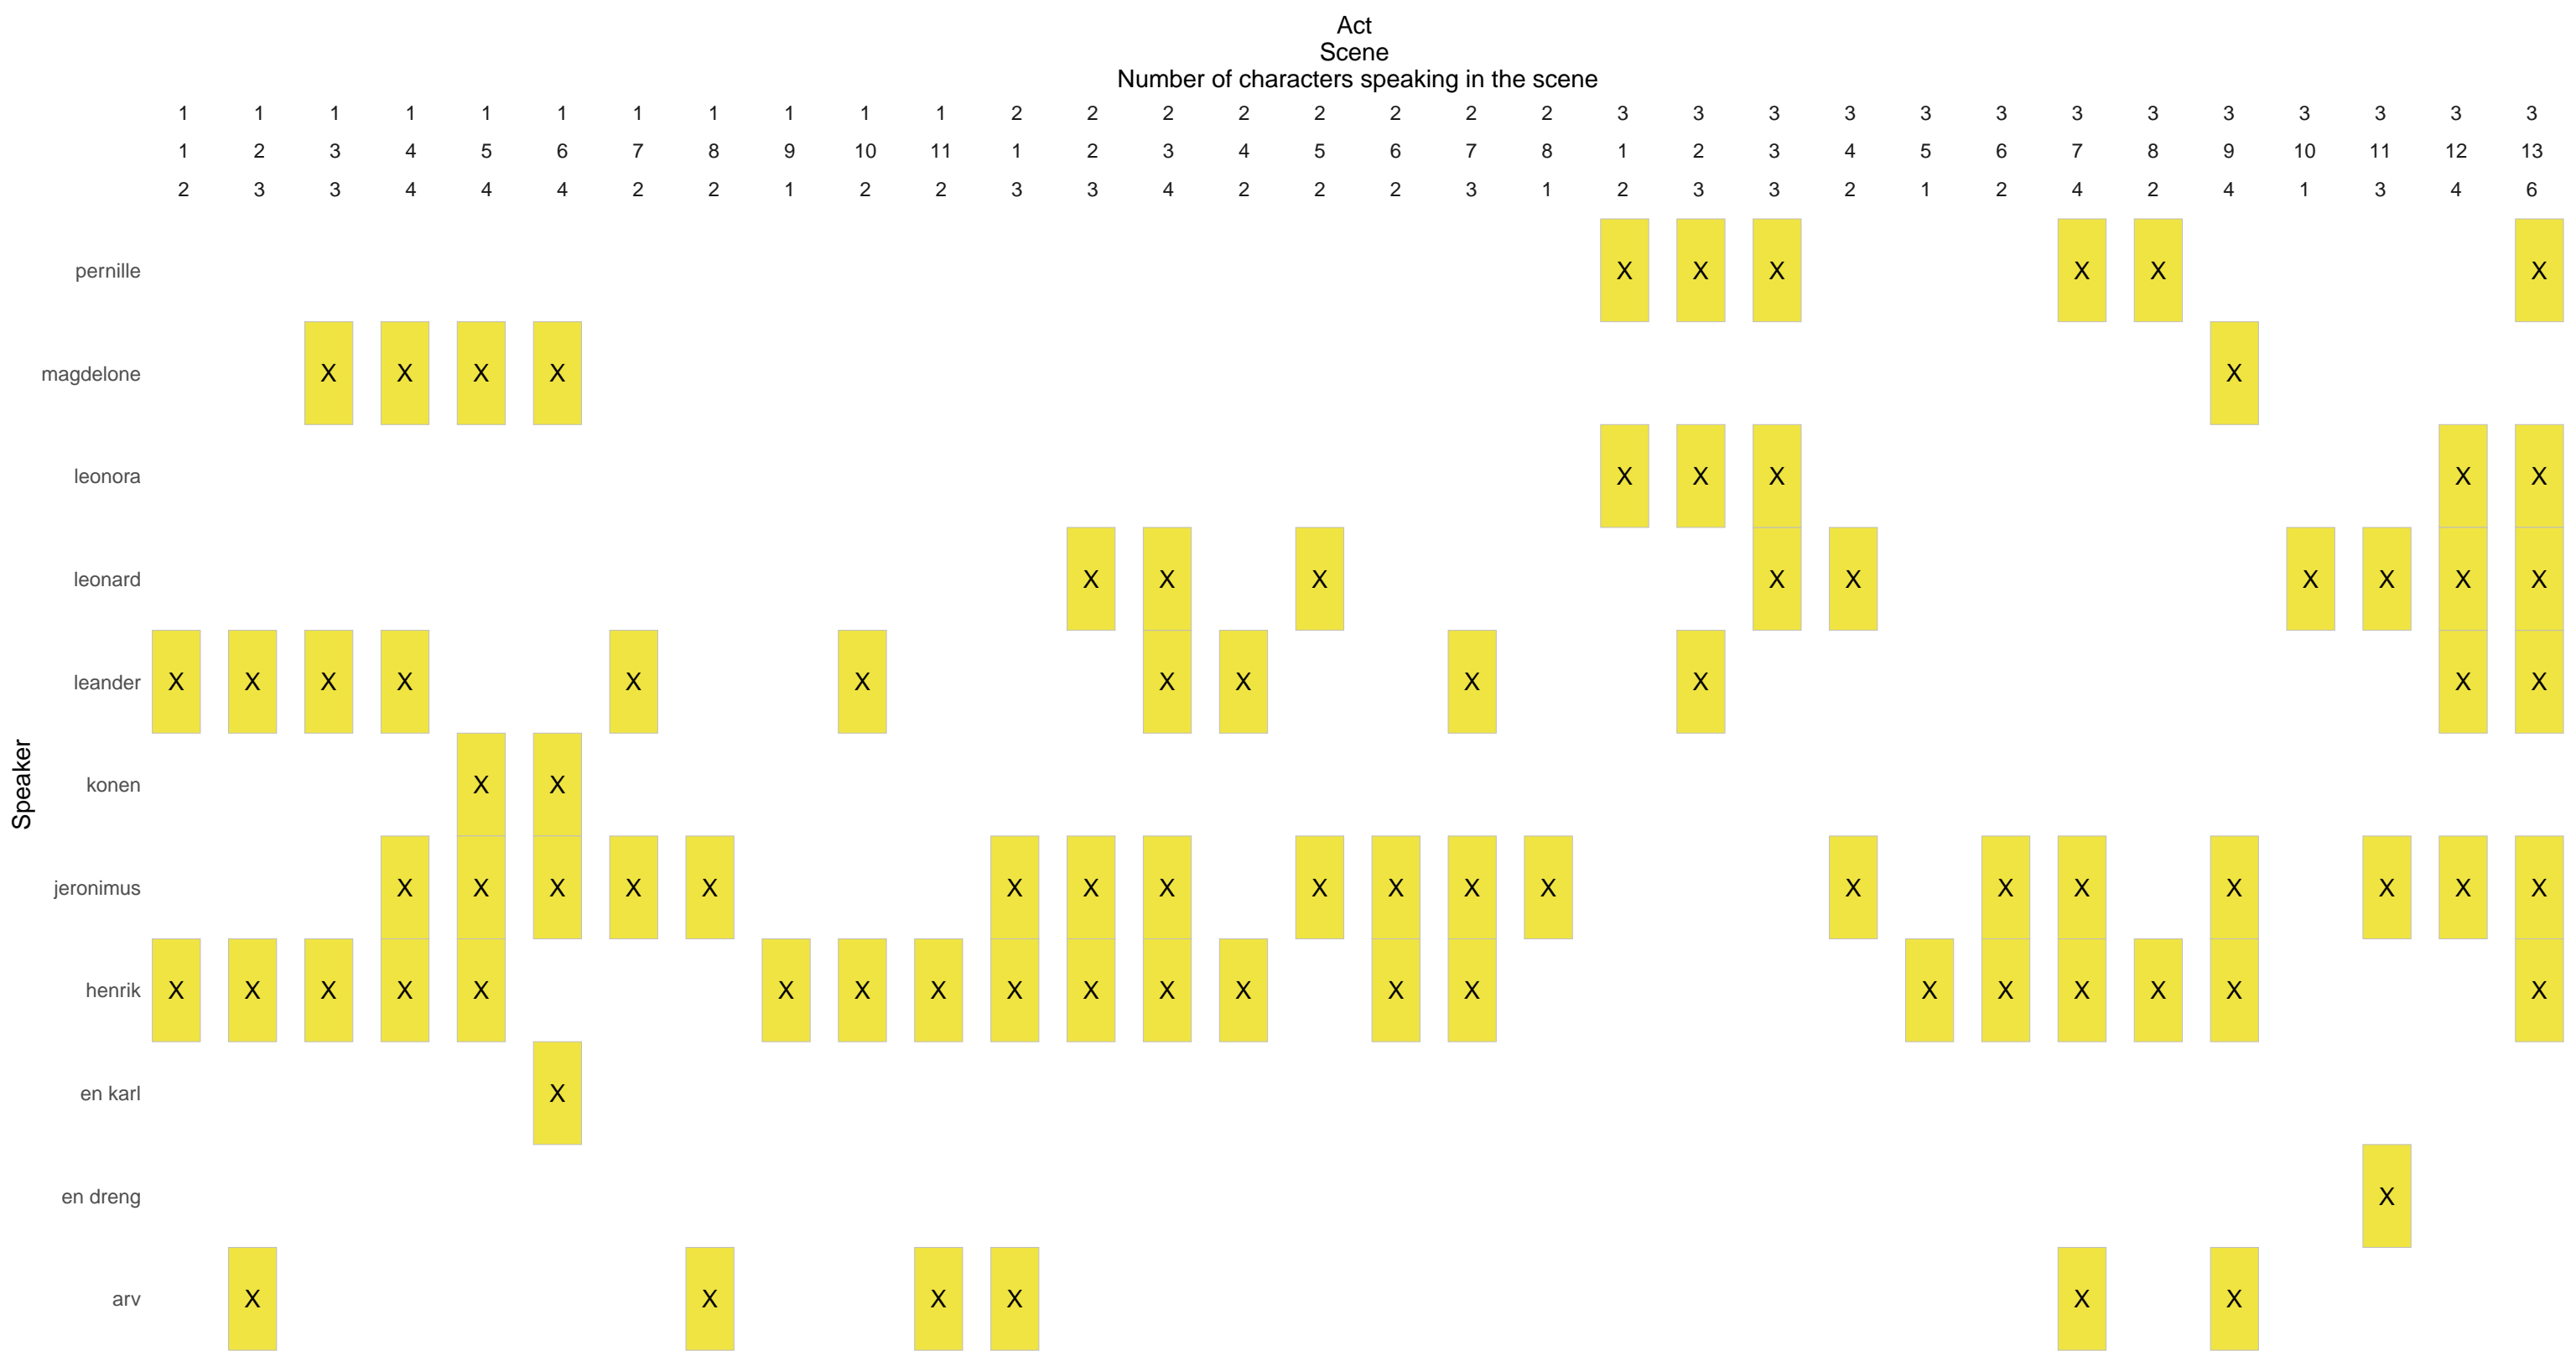 Act
Scene
Number of characters speaking in the scene
1 1 1 1 1 1 1 1 1 1 1 2 2 2 2 2 2 2 2 3 3 3 3 3 3 3 3 3 3 3 3 3
1 2 3 4 5 6 7 8 9 10 11 1 2 3 4 5 6 7 8 1 2 3 4 5 6 7 8 9 10 11 12 13
2 3 3 4 4 4 2 2 1 2 2 3 3 4 2 2 2 3 1 2 3 3 2 1 2 4 2 4 1 3 4 6
pernille X X X X X X
magdelone X X X X X
leonora X X X X X
leonard X X X X X X X X X
leander X X X X X X X X X X X X
Speaker
konen X X
jeronimus X X X X X X X X X X X X X X X X X X X
henrik X X X X X X X X X X X X X X X X X X X X
en karl X
en dreng X
arv X X X X X X